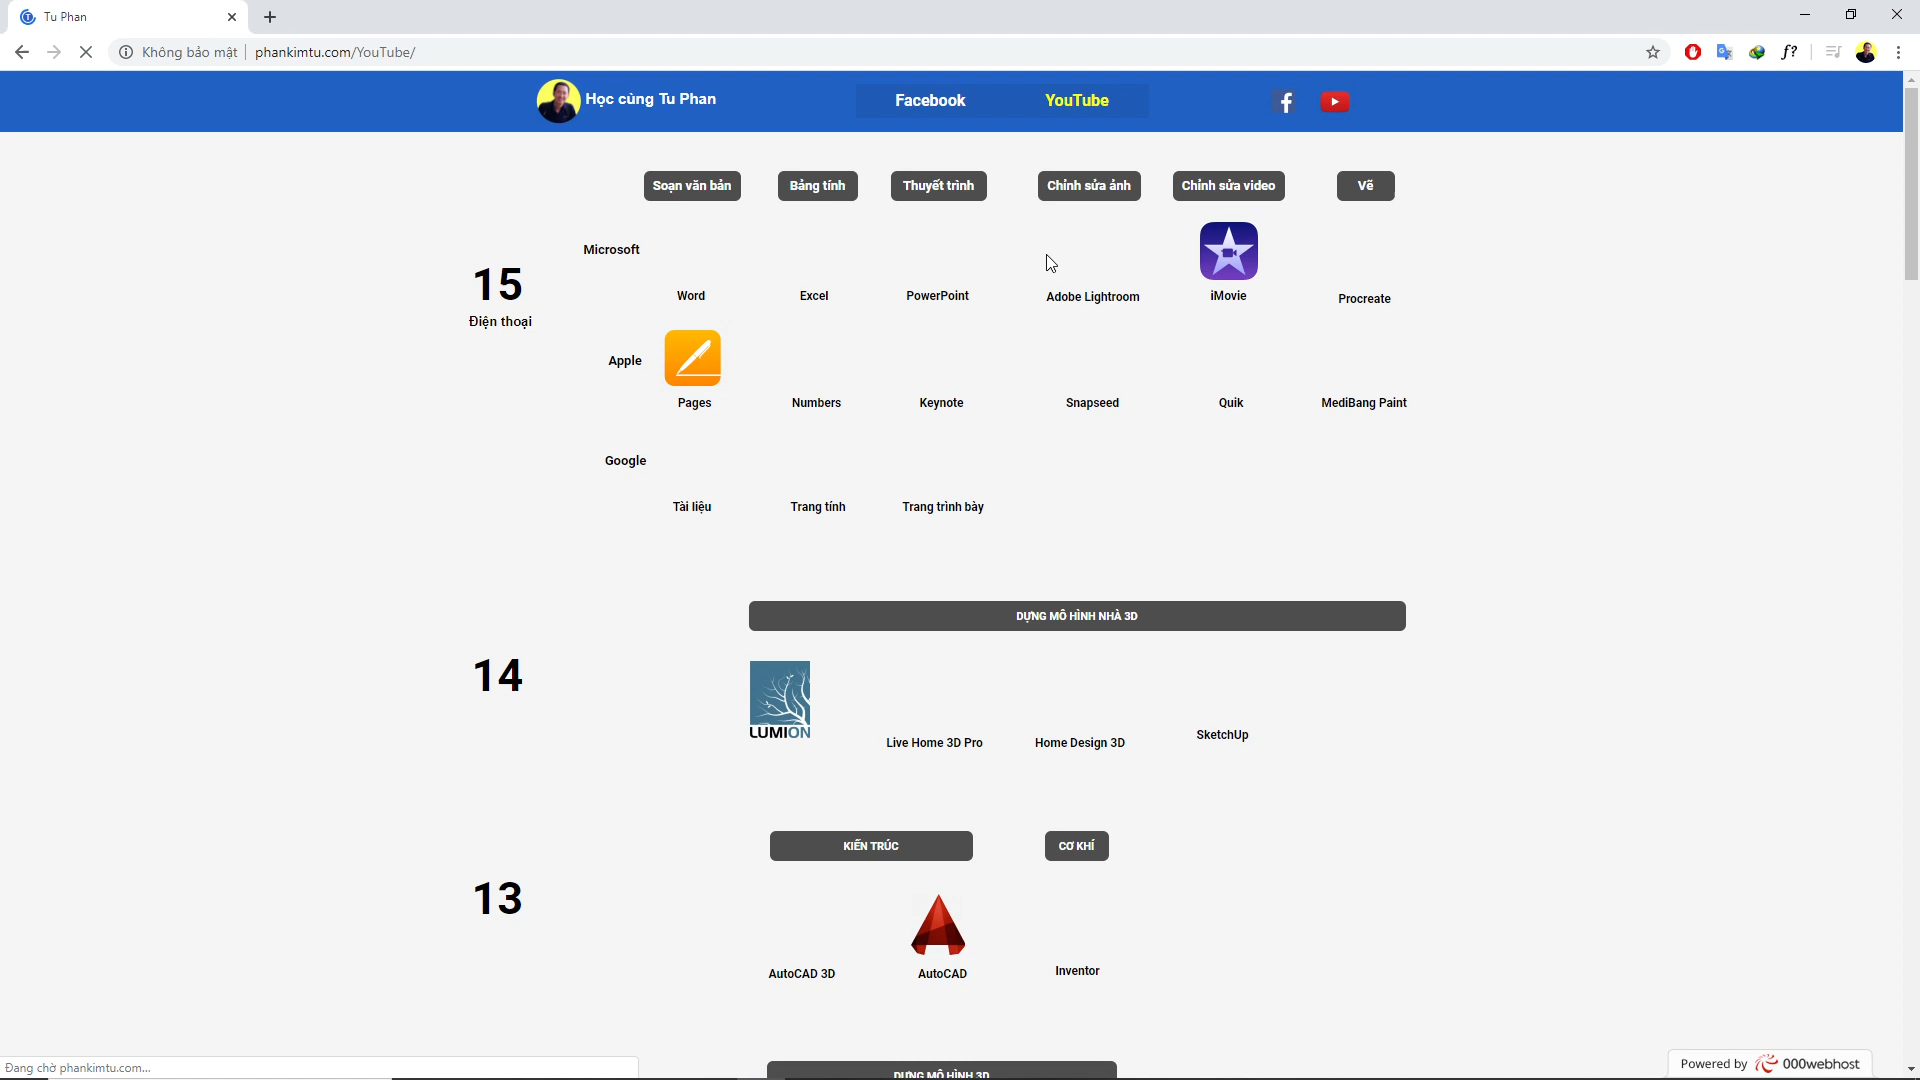 Tu Phan
Không bảo mật
phankimtu.com/YouTube/
f?
Học cùng Tu Phan
Facebook
YouTube
Soạn văn bản
Bảng tính
Thuyết trình
Chỉnh sửa ảnh
Chỉnh sửa video
Vẽ
15
Điện thoại
Microsoft
Word
Excel
PowerPoint
Adobe Lightroom
iMovie
Procreate
Apple
Pages
Numbers
Keynote
Snapseed
Quik
MediBang Paint
Google
Tài liệu
Trang tính
Trang trình bày
DỰNG MÔ HÌNH NHÀ 3D
14
LUMION
Live Home 3D Pro
Home Design 3D
SketchUp
KIẾN TRÚC
CƠ KHÍ
13
AutoCAD 3D
AutoCAD
Inventor
DỰNG MÔ HÌNH 3D
Đang chờ phankimtu.com...
Powered by 000webhost